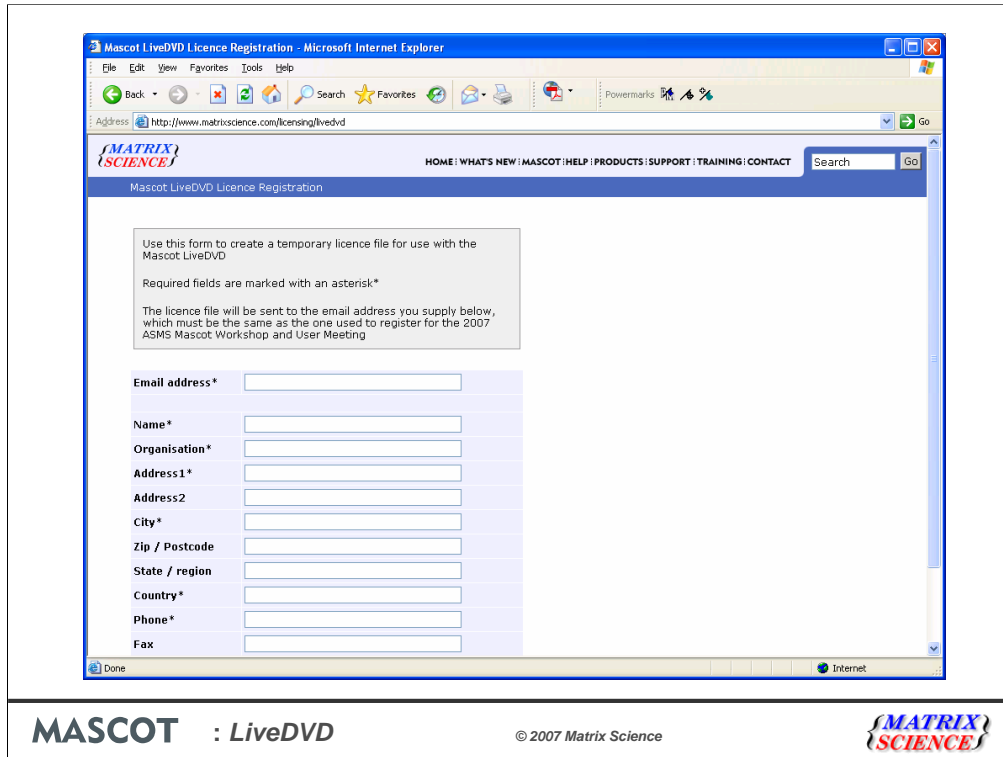 Mascot LiveDVD Licence Registration - Microsoft Internet Explorer
File Edit View Favorites Tools Help
Back Search Favorites Powermarks
Address http://www.matrixscience.com/licensing/livedvd Go
{MATRIX
SCIENCE}
HOME : WHAT'S NEW : MASCOT : HELP : PRODUCTS : SUPPORT : TRAINING : CONTACT Search Go
Mascot LiveDVD Licence Registration
Use this form to create a temporary licence file for use with the
Mascot LiveDVD
Required fields are marked with an asterisk*
The licence file will be sent to the email address you supply below,
which must be the same as the one used to register for the 2007
ASMS Mascot Workshop and User Meeting
Email address*
Name*
Organisation*
Address1*
Address2
City*
Zip / Postcode
State / region
Country*
Phone*
Fax
Done Internet
MASCOT : LiveDVD © 2007 Matrix Science
{MATRIX
SCIENCE}